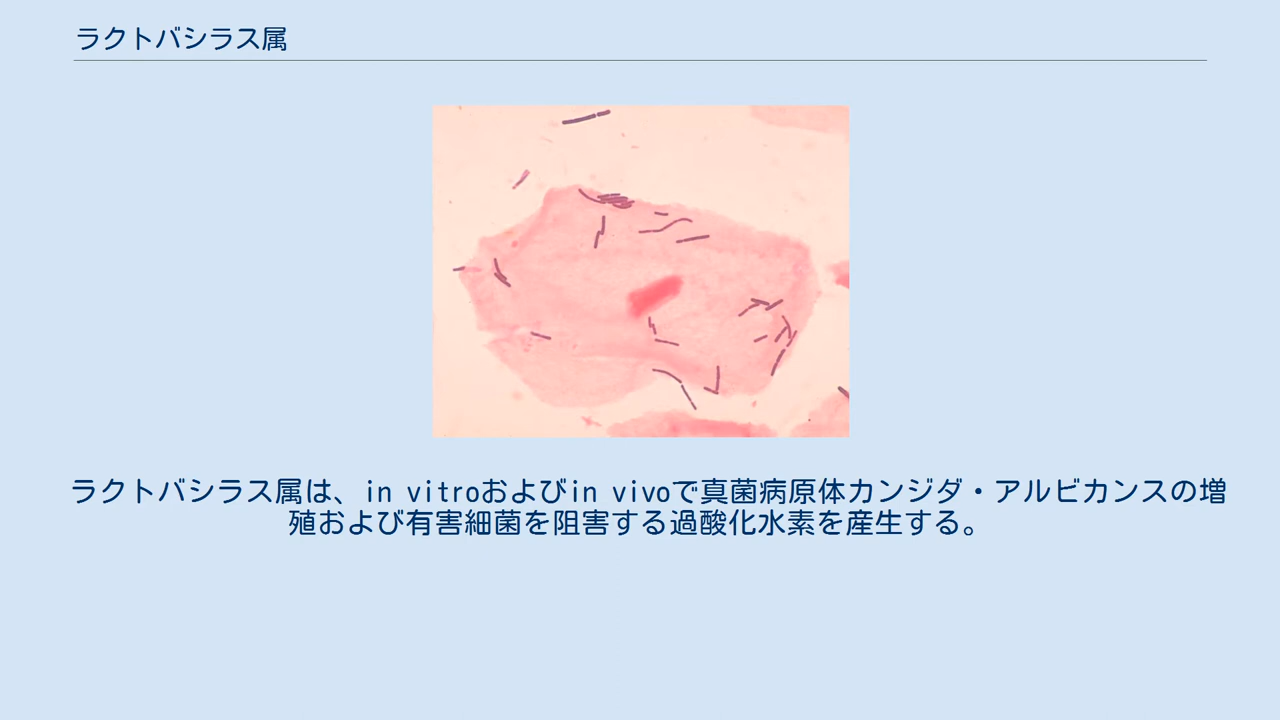 ラクトバシラス属
ラクトバシラス属は、in vitroおよびin vivoで真菌病原体カンジダ・アルビカンスの増
殖および有害細菌を阻害する過酸化水素を産生する。